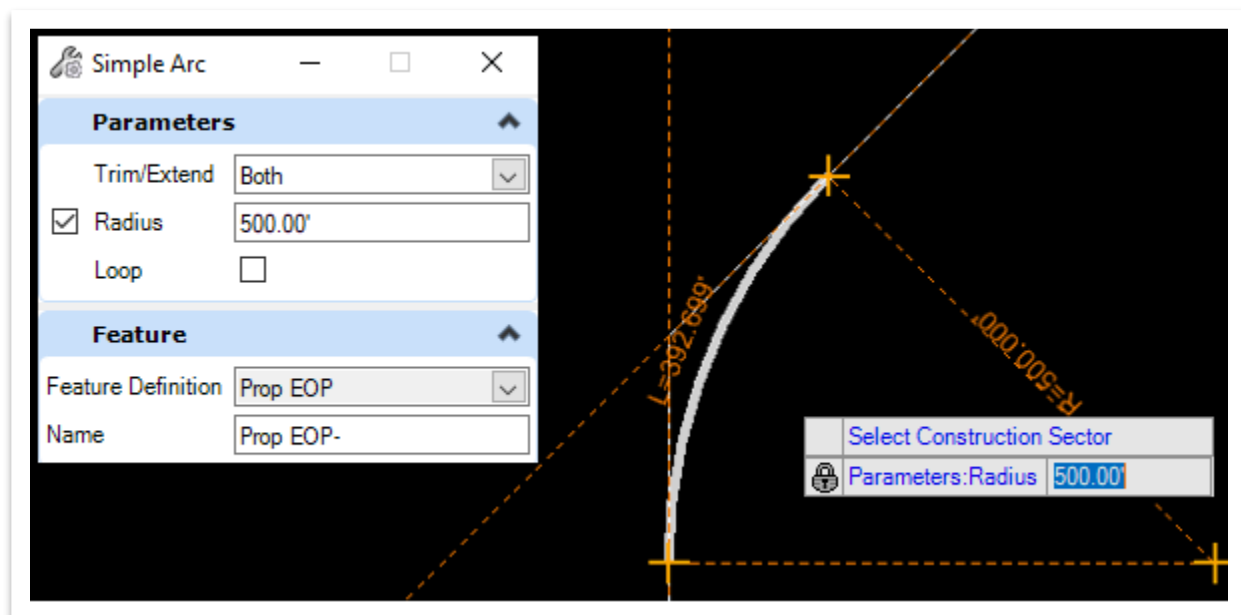 Simple Arc
Parameters
Trim/Extend Both
Radius 500.00'
Loop
Feature
Feature Definition Prop EOP
Name Prop EOP-
L=392.699'
R=500.000'
Select Construction Sector
Parameters:Radius 500.00'